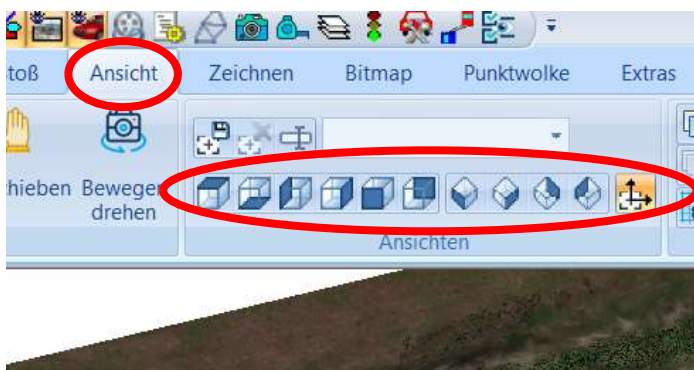 toß Ansicht Zeichnen Bitmap Punktwolke Extras
hieben Bewegen
drehen
Ansichten